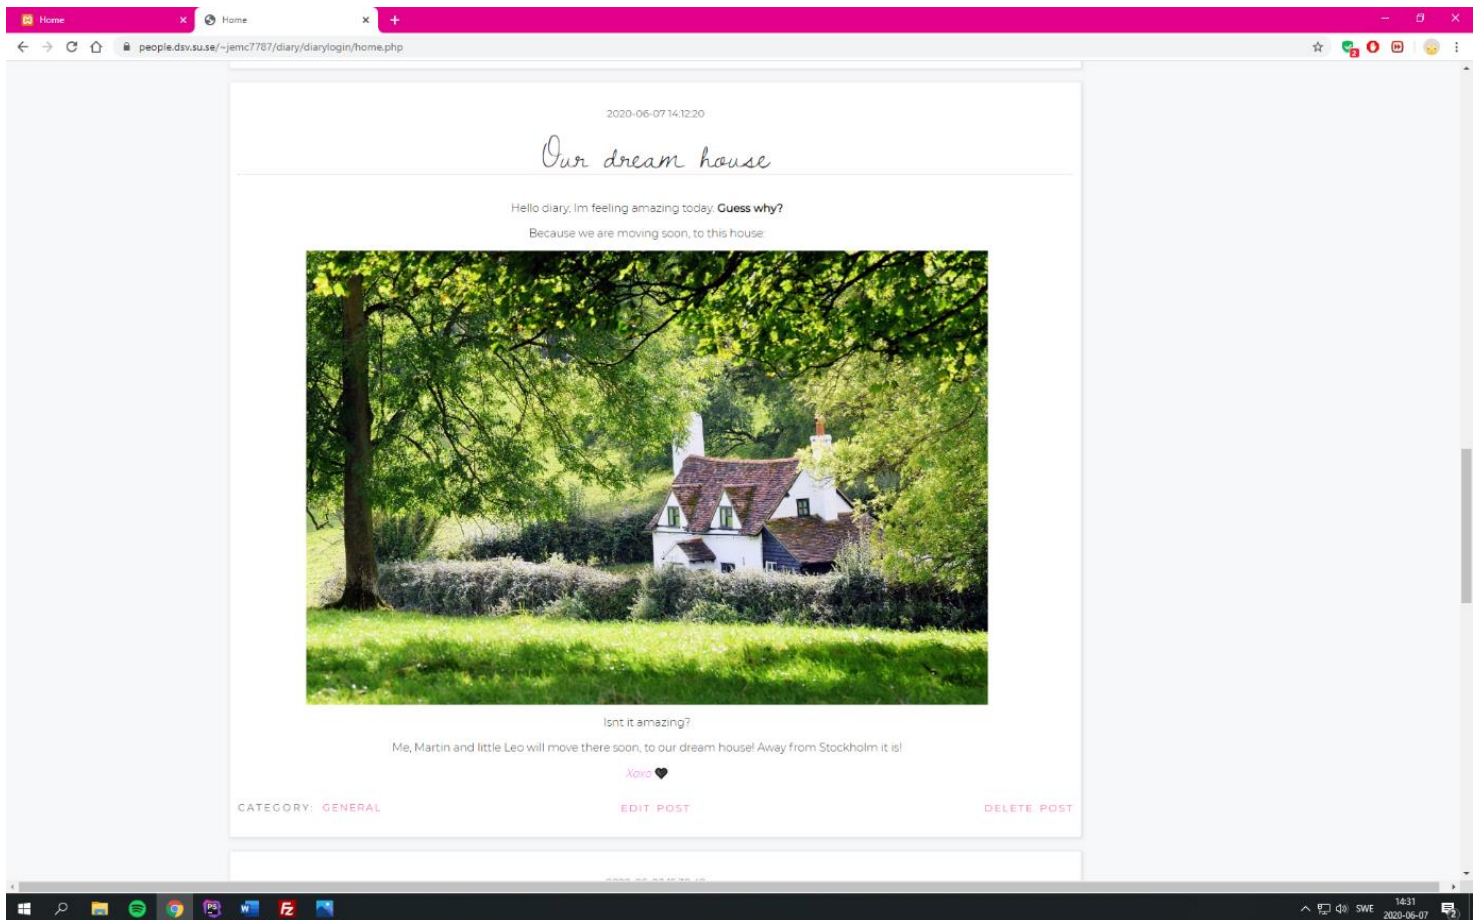 Home
Home
people.dsv.su.se/~jemc7787/diary/diarylogin/home.php
2
2020-06-07 14:12:20
Our dream house
Hello diary, Im feeling amazing today. Guess why?
Because we are moving soon, to this house:
Isnt it amazing?
Me, Martin and little Leo will move there soon, to our dream house! Away from Stockholm it is!
Xoxo
CATEGORY: GENERAL
EDIT POST
DELETE POST
PS
SWE
14:31
2020-06-07
2